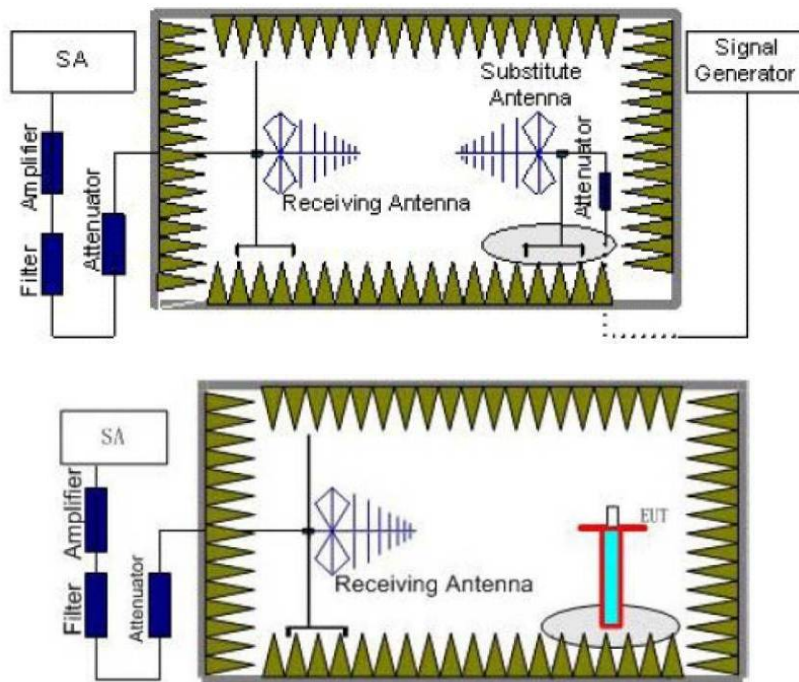 SA
Substitute
Antenna
Signal
Generator
Amplifier
Attenuator
Attenuator
Receiving Antenna
Filter
SA
Amplifier
EUT
Receiving Antenna
Filter
Attenuator